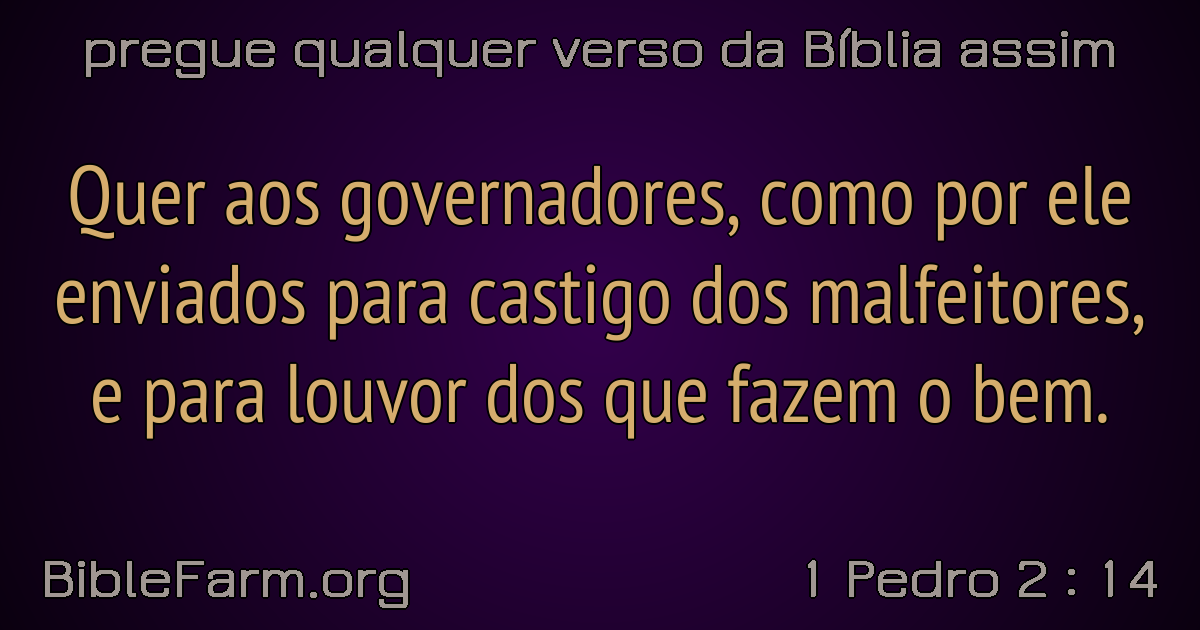 pregue qualquer verso da Bíblia assim
Quer aos governadores, como por ele
enviados para castigo dos malfeitores,
e para louvor dos que fazem o bem.
BibleFarm.org
1 Pedro 2 : 14